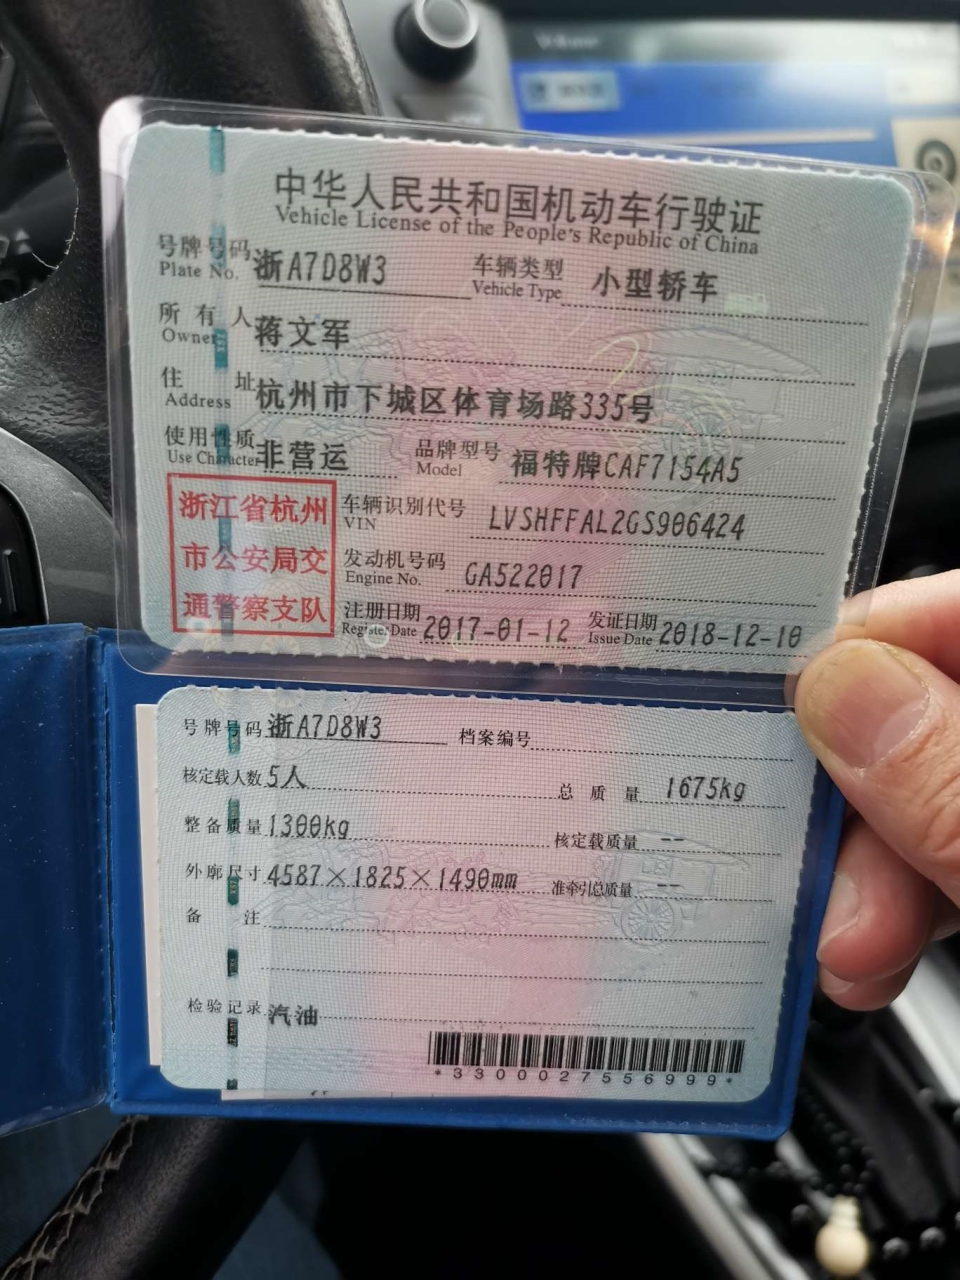 中华人民共和国机动车行驶证
Vehicle License of the People's Republic of China
号牌号码 浙A7D8W3 车辆类型 小型轿车
Plate No. Vehicle Type
所有人 蒋文军
Owner
住址 杭州市下城区体育场路335号
Address
使用性质 非营运 品牌型号 福特牌CAF7154A5
Use Character Model
浙江省杭州
市公安局交
通警察支队
车辆识别代号 LVSHFFAL2GS906424
VIN
发动机号码 GA522017
Engine No.
注册日期 2017-01-12 发证日期 2018-12-10
Register Date Issue Date
号牌号码 浙A7D8W3 档案编号
核定载人数 5人 总质量 1675kg
整备质量 1300kg 核定载质量 --
外廓尺寸 4587×1825×1490mm 准牵引总质量 --
备注
检验记录 汽油
*3300027556999*